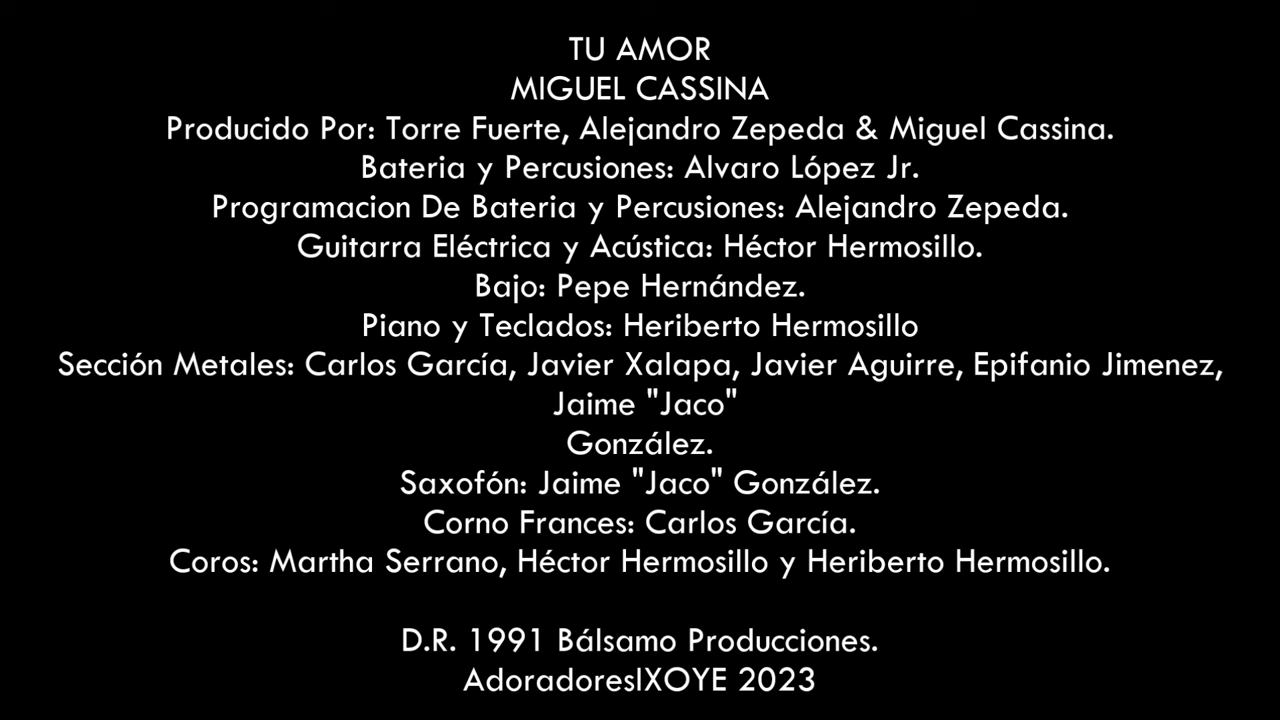 TU AMOR
MIGUEL CASSINA
Producido Por: Torre Fuerte, Alejandro Zepeda & Miguel Cassina.
Bateria y Percusiones: Alvaro López Jr.
Programacion De Bateria y Percusiones: Alejandro Zepeda.
Guitarra Eléctrica y Acústica: Héctor Hermosillo.
Bajo: Pepe Hernández.
Piano y Teclados: Heriberto Hermosillo
Sección Metales: Carlos García, Javier Xalapa, Javier Aguirre, Epifanio Jimenez,
Jaime "Jaco"
González.
Saxofón: Jaime "Jaco" González.
Corno Frances: Carlos García.
Coros: Martha Serrano, Héctor Hermosillo y Heriberto Hermosillo.
D.R. 1991 Bálsamo Producciones.
AdoradoresIXOYE 2023